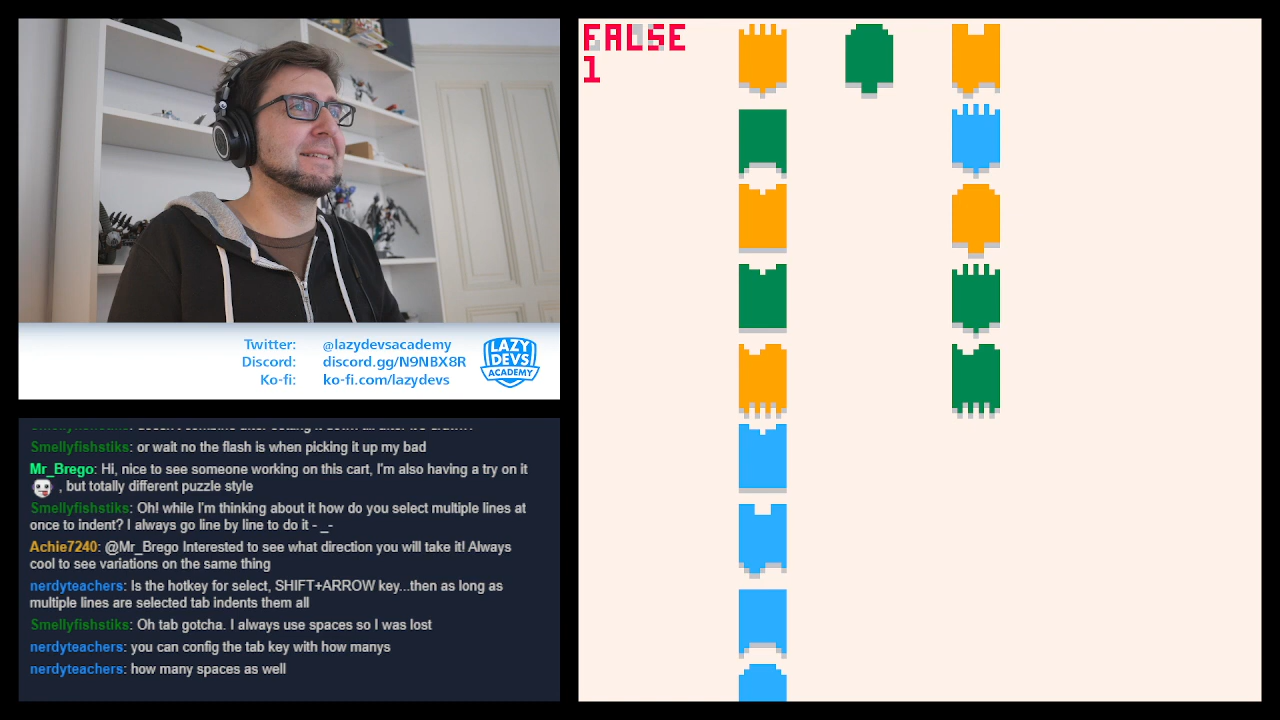 FALSE
1
Twitter: @lazydevsacademy
Discord: discord.gg/N9NBX8R
Ko-fi: ko-fi.com/lazydevs
LAZY
DEVS
ACADEMY
Smellyfishstiks: or wait no the flash is when picking it up my bad
Mr_Brego: Hi, nice to see someone working on this cart, I'm also having a try on it
, but totally different puzzle style
Smellyfishstiks: Oh! while I'm thinking about it how do you select multiple lines at
once to indent? I always go line by line to do it - _-
Achie7240: @Mr_Brego Interested to see what direction you will take it! Always
cool to see variations on the same thing
nerdyteachers: Is the hotkey for select, SHIFT+ARROW key...then as long as
multiple lines are selected tab indents them all
Smellyfishstiks: Oh tab gotcha. I always use spaces so I was lost
nerdyteachers: you can config the tab key with how manys
nerdyteachers: how many spaces as well